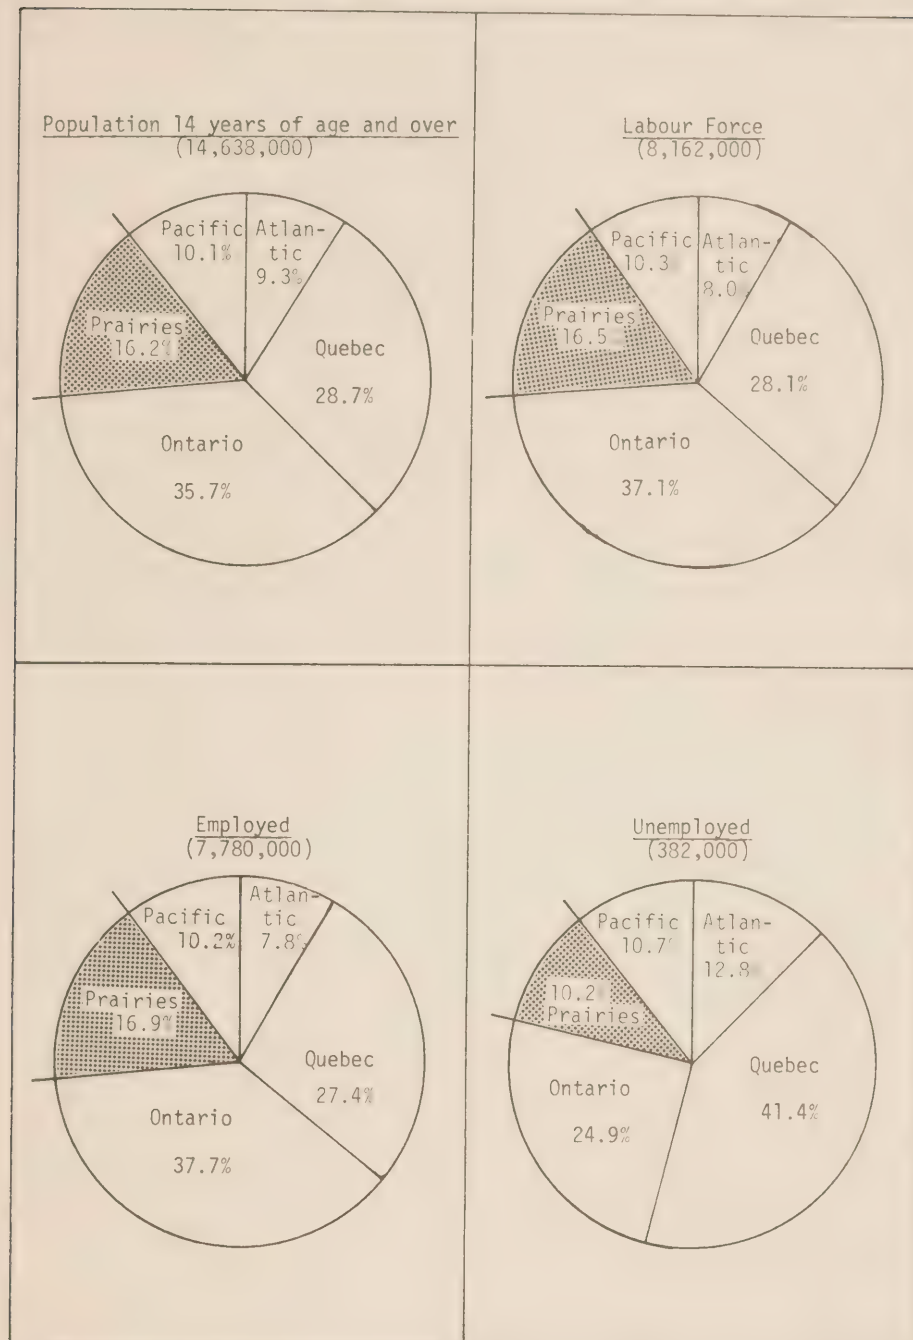 Population 14 years of age and over
(14,638,000)
Pacific
10.1%
Atlan-
tic
9.3%
Prairies
16.2%
Quebec
28.7%
Ontario
35.7%
Labour Force
(8,162,000)
Pacific
10.3
Atlan-
tic
8.0
Prairies
16.5
Quebec
28.1%
Ontario
37.1%
Employed
(7,780,000)
Pacific
10.2%
Atlan-
tic
7.8%
Prairies
16.9%
Quebec
27.4%
Ontario
37.7%
Unemployed
(382,000)
Pacific
10.7%
Atlan-
tic
12.8
10.2
Prairies
Quebec
41.4%
Ontario
24.9%